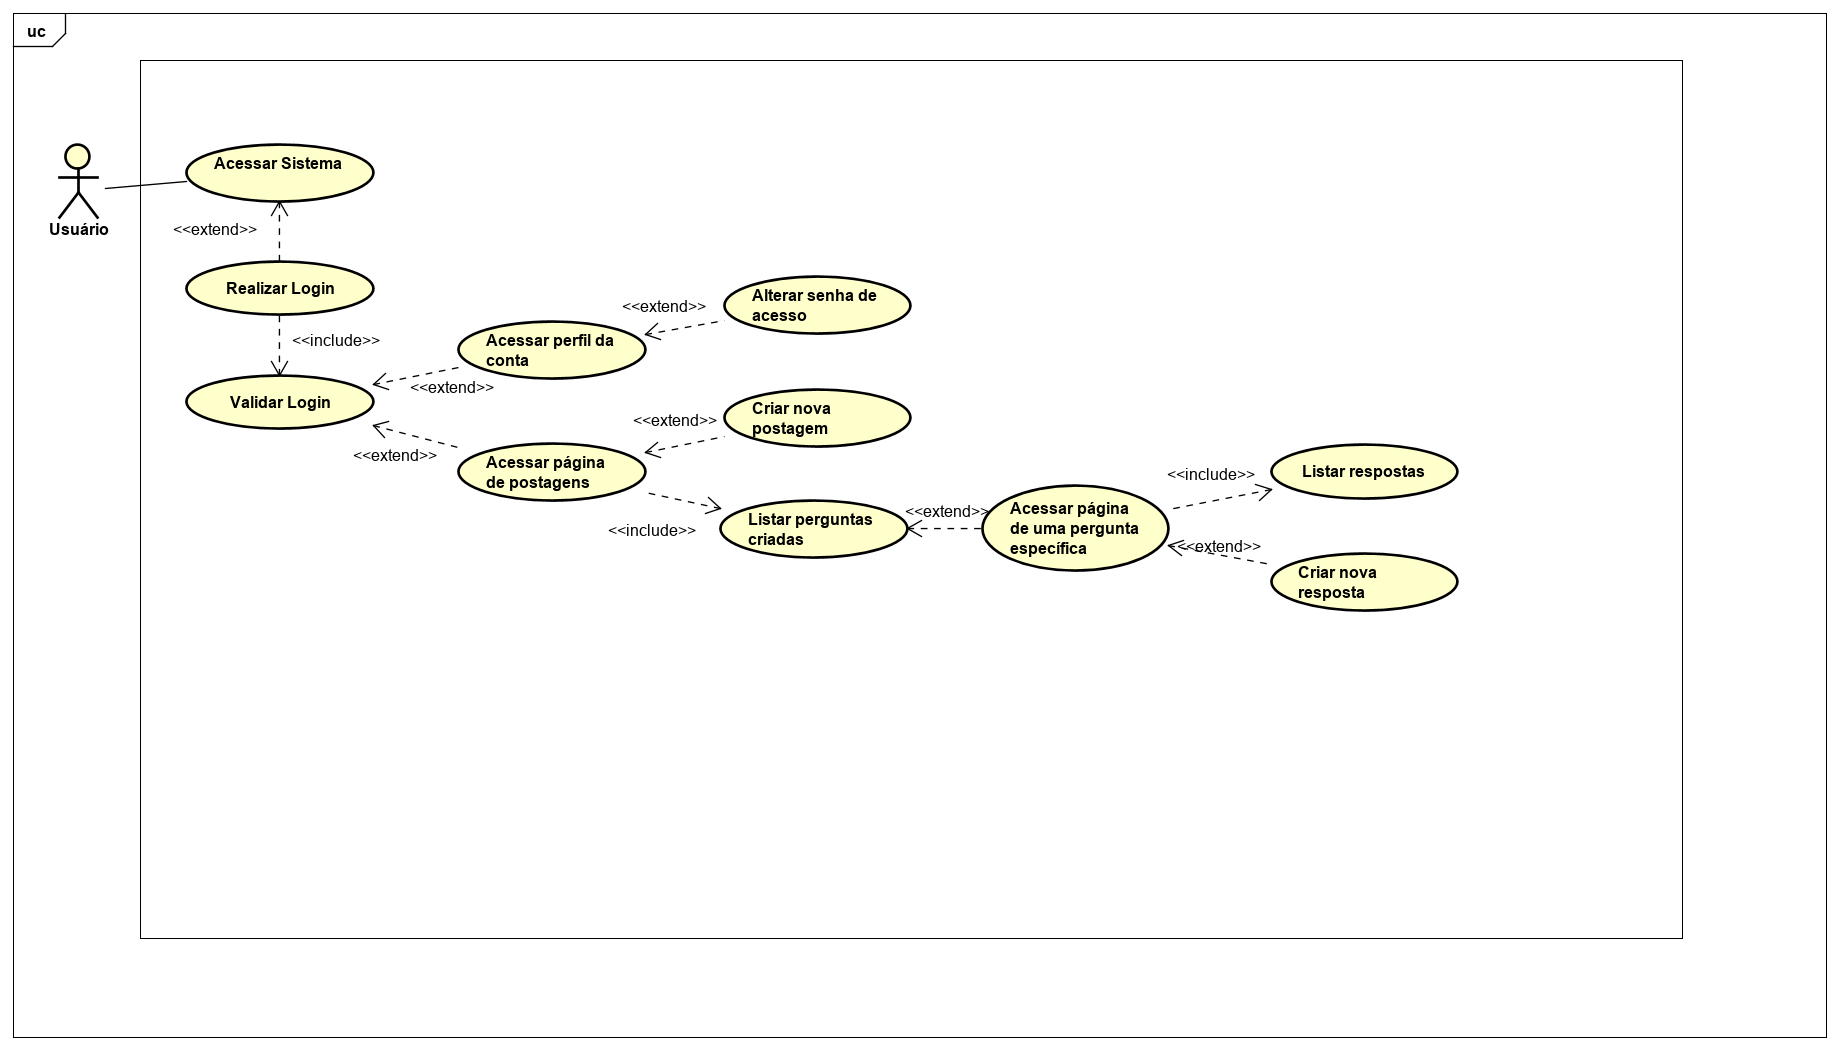 uc
Acessar Sistema
Usuário
<<extend>>
Realizar Login
<<include>>
Validar Login
<<extend>>
Acessar perfil da
conta
<<extend>>
Alterar senha de
acesso
<<extend>>
Acessar página
de postagens
<<extend>>
Criar nova
postagem
<<include>>
Listar perguntas
criadas
<<extend>>
Acessar página
de uma pergunta
específica
<<include>>
Listar respostas
<<extend>>
Criar nova
resposta